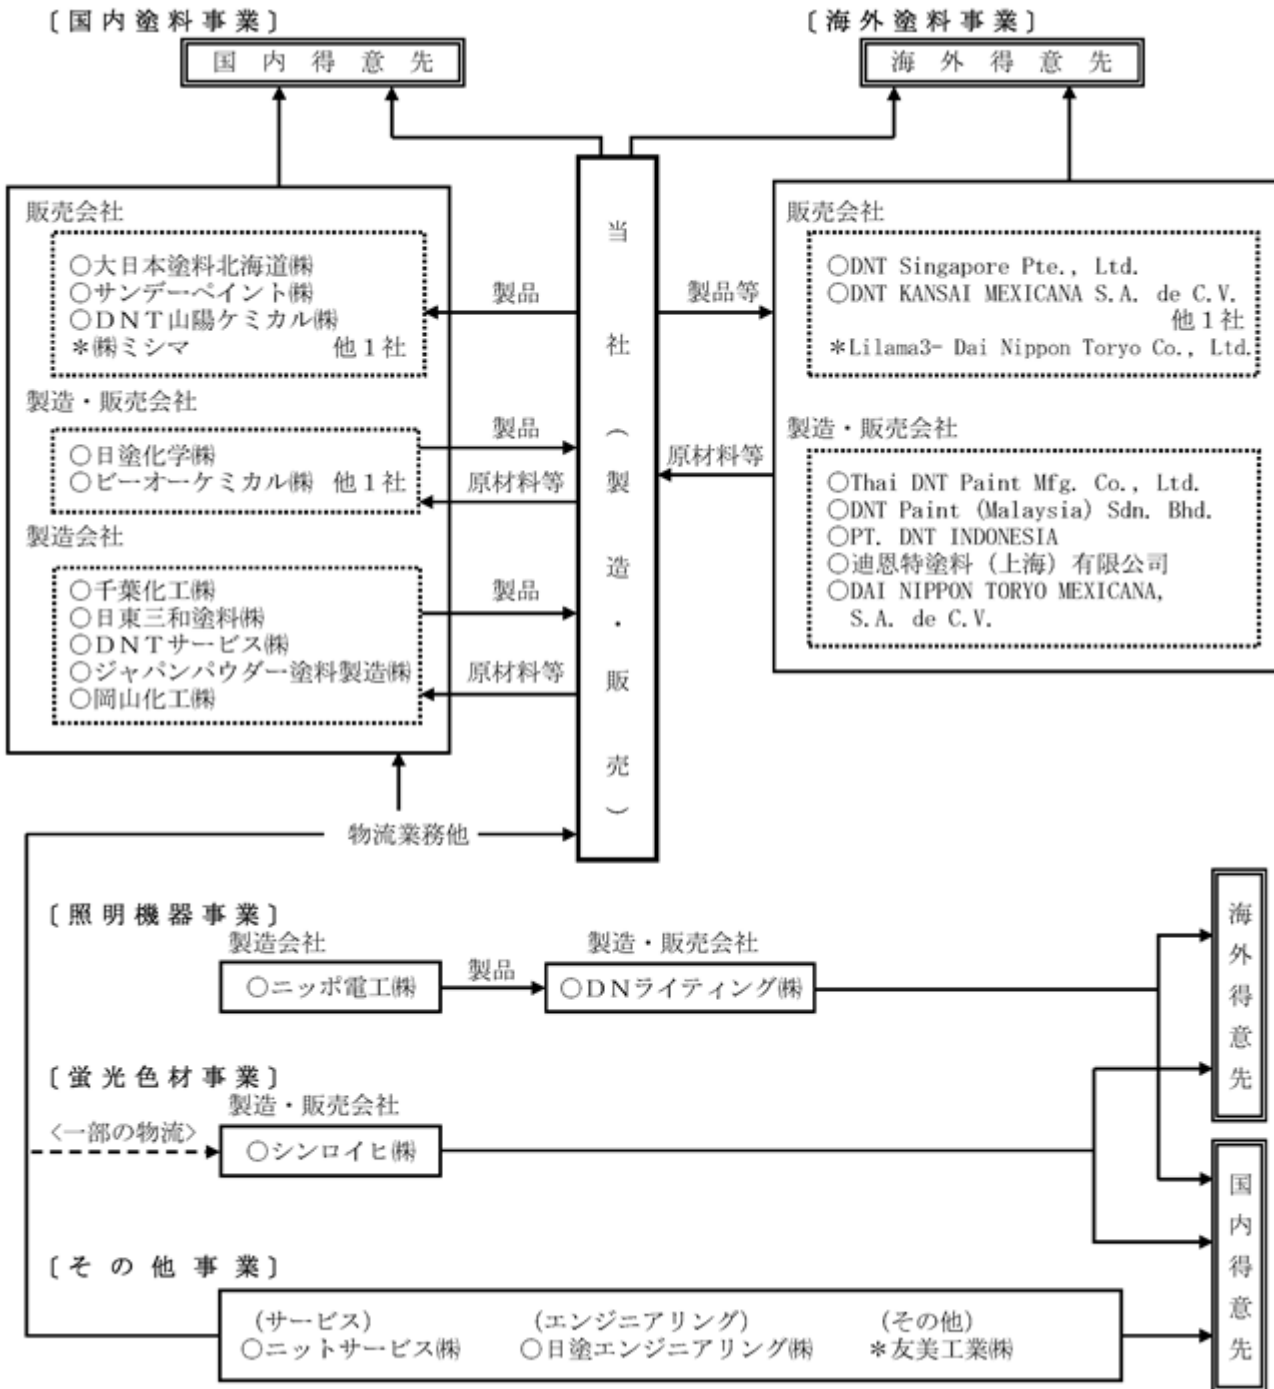 〔国内塗料事業〕
国内得意先
販売会社
○大日本塗料北海道㈱
○サンデーペイント㈱
○DNT山陽ケミカル㈱
＊㈱ミシマ　他１社
製造・販売会社
○日塗化学㈱
○ビーオーケミカル㈱　他１社
製造会社
○千葉化工㈱
○日東三和塗料㈱
○DNTサービス㈱
○ジャパンパウダー塗料製造㈱
○岡山化工㈱
製品
製品
原材料等
製品
原材料等
当社（製造・販売）
〔海外塗料事業〕
海外得意先
製品等
原材料等
販売会社
○DNT Singapore Pte., Ltd.
○DNT KANSAI MEXICANA S.A. de C.V.
他１社
＊Lilama3- Dai Nippon Toryo Co., Ltd.
製造・販売会社
○Thai DNT Paint Mfg. Co., Ltd.
○DNT Paint (Malaysia) Sdn. Bhd.
○PT. DNT INDONESIA
○迪恩特塗料（上海）有限公司
○DAI NIPPON TORYO MEXICANA,
S.A. de C.V.
物流業務他
〔照明機器事業〕
製造会社
○ニッポ電工㈱
製品
製造・販売会社
○DNライティング㈱
海外得意先
〔蛍光色材事業〕
製造・販売会社
<一部の物流>
○シンロイヒ㈱
国内得意先
〔その他事業〕
(サービス)　(エンジニアリング)　(その他)
○ニットサービス㈱　○日塗エンジニアリング㈱　＊友美工業㈱